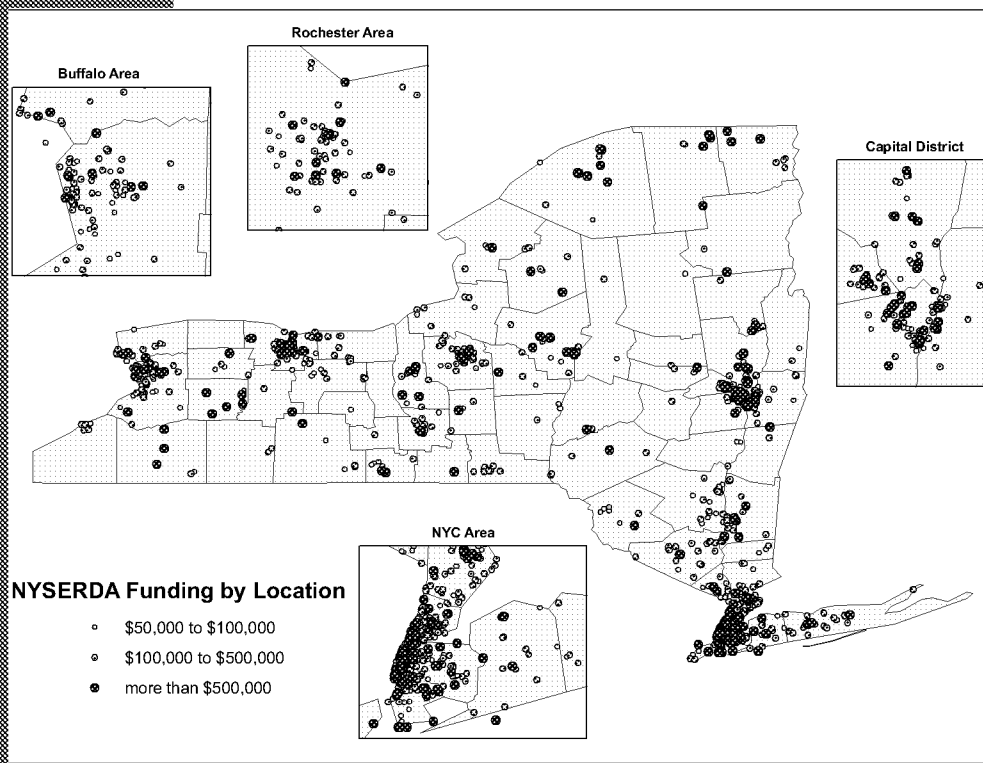 Rochester Area
Buffalo Area
Capital District
NYC Area
NYSERDA Funding by Location
$50,000 to $100,000
$100,000 to $500,000
more than $500,000